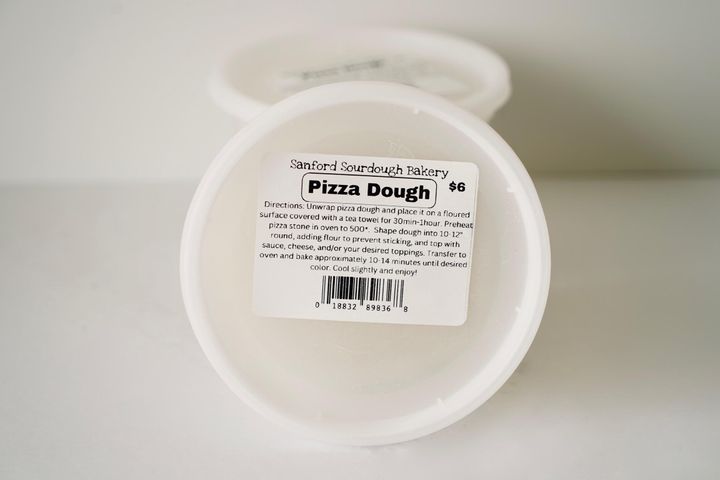 Sanford Sourdough Bakery
Pizza Dough $6
Directions: Unwrap pizza dough and place it on a floured
surface covered with a tea towel for 30min-1hour. Preheat
pizza stone in oven to 500*. Shape dough into 10-12"
round, adding flour to prevent sticking, and top with
sauce, cheese, and/or your desired toppings. Transfer to
oven and bake approximately 10-14 minutes until desired
color. Cool slightly and enjoy!
0 18832 89836 8